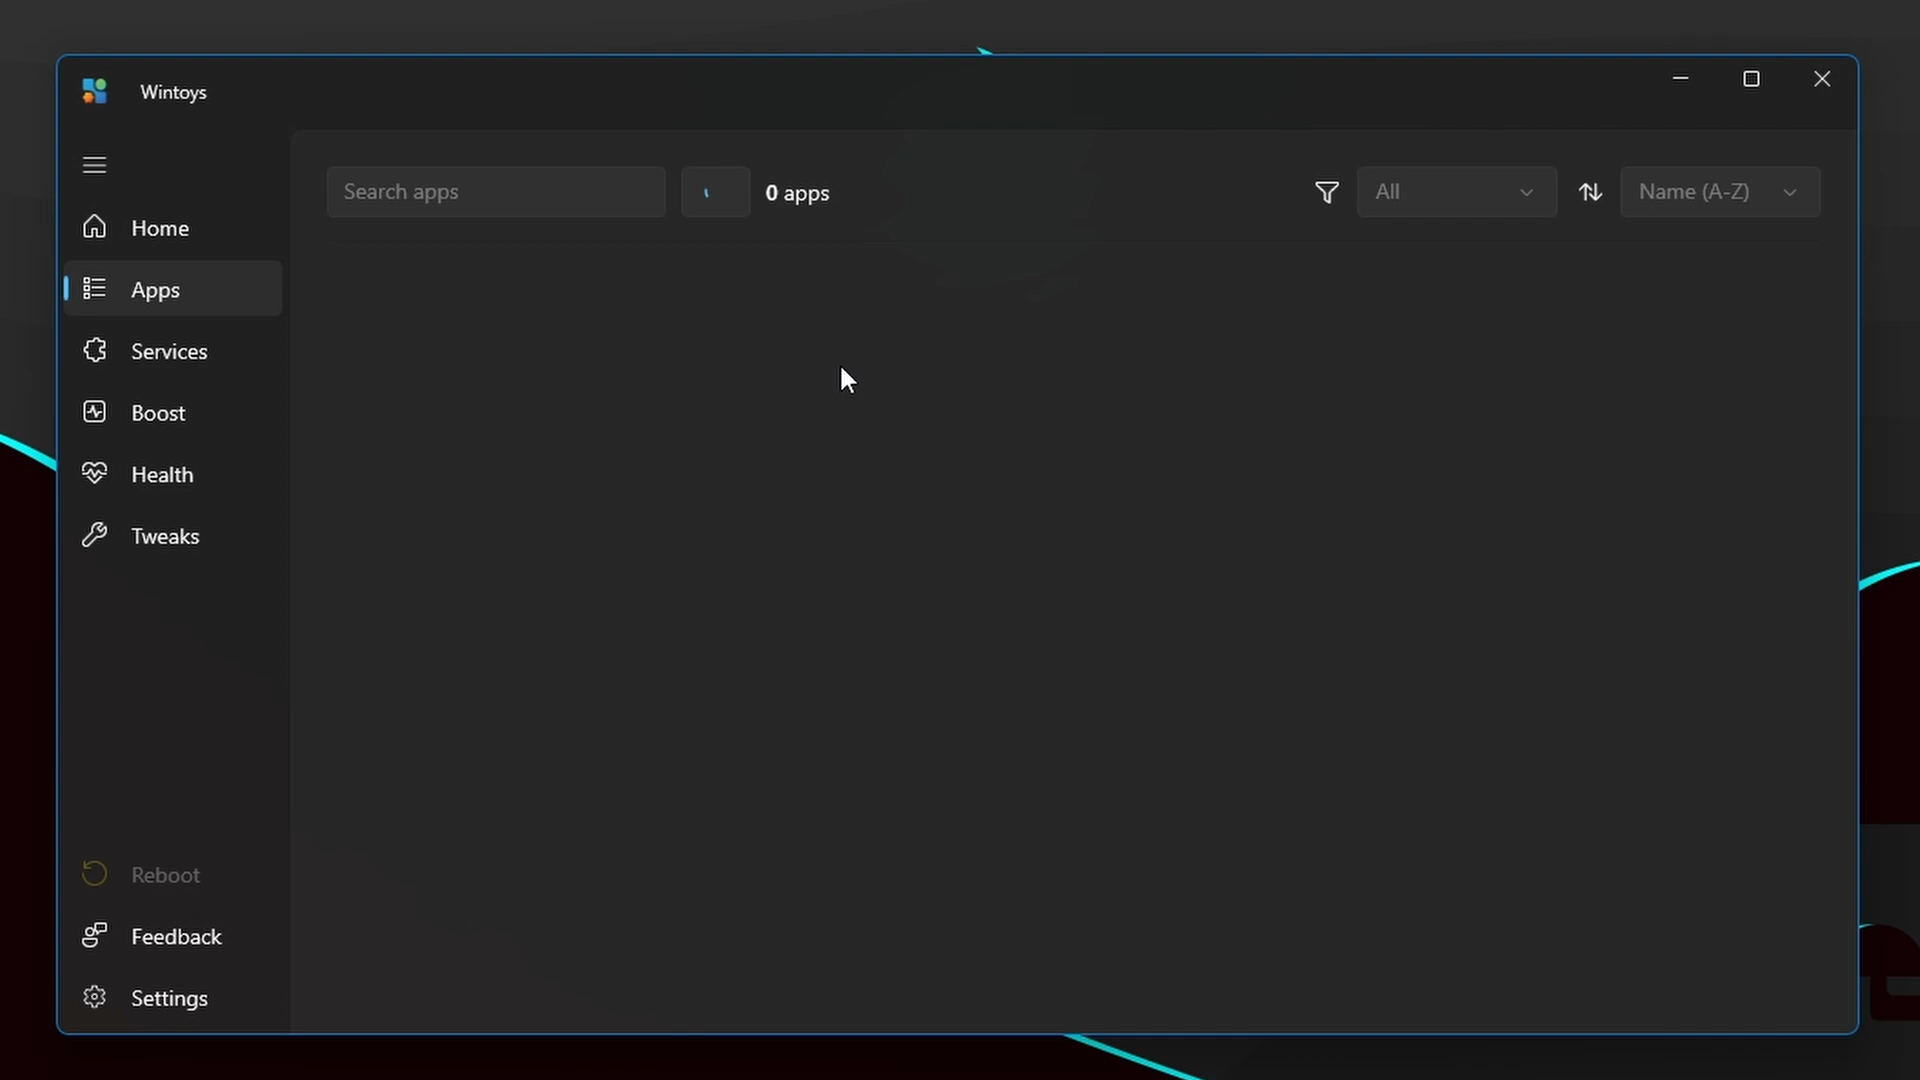 Wintoys
Search apps
0 apps
All
Name (A-Z)
Home
Apps
Services
Boost
Health
Tweaks
Reboot
Feedback
Settings